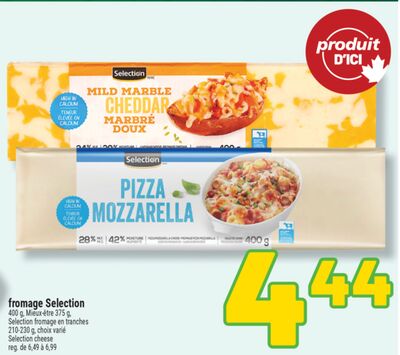 produit
D'ICI
Selection
HIGH IN
CALCIUM
TENEUR
ÉLEVÉE EN
CALCIUM
MILD MARBLE
CHEDDAR
MARBRÉ
DOUX
400 g
Selection
HIGH IN
CALCIUM
TENEUR
ÉLEVÉE EN
CALCIUM
PIZZA
MOZZARELLA
28% 42% MOISTURE 400 g
fromage Selection
400 g, Mieux-être 375 g,
Selection fromage en tranches
210-230 g, choix varié
Selection cheese
reg. de 6,49 à 6,99
4 44